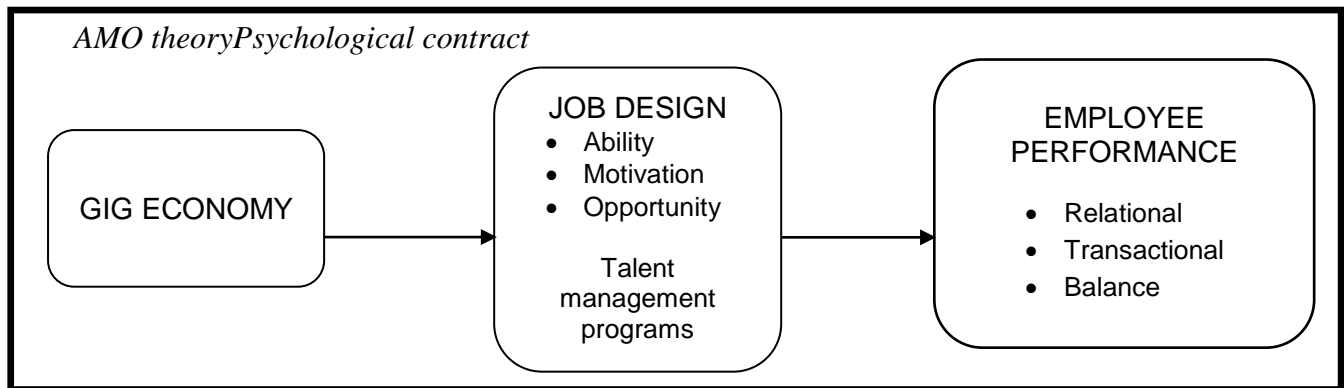 AMO theoryPsychological contract
GIG ECONOMY
JOB DESIGN
• Ability
• Motivation
• Opportunity
Talent
management
programs
EMPLOYEE
PERFORMANCE
• Relational
• Transactional
• Balance